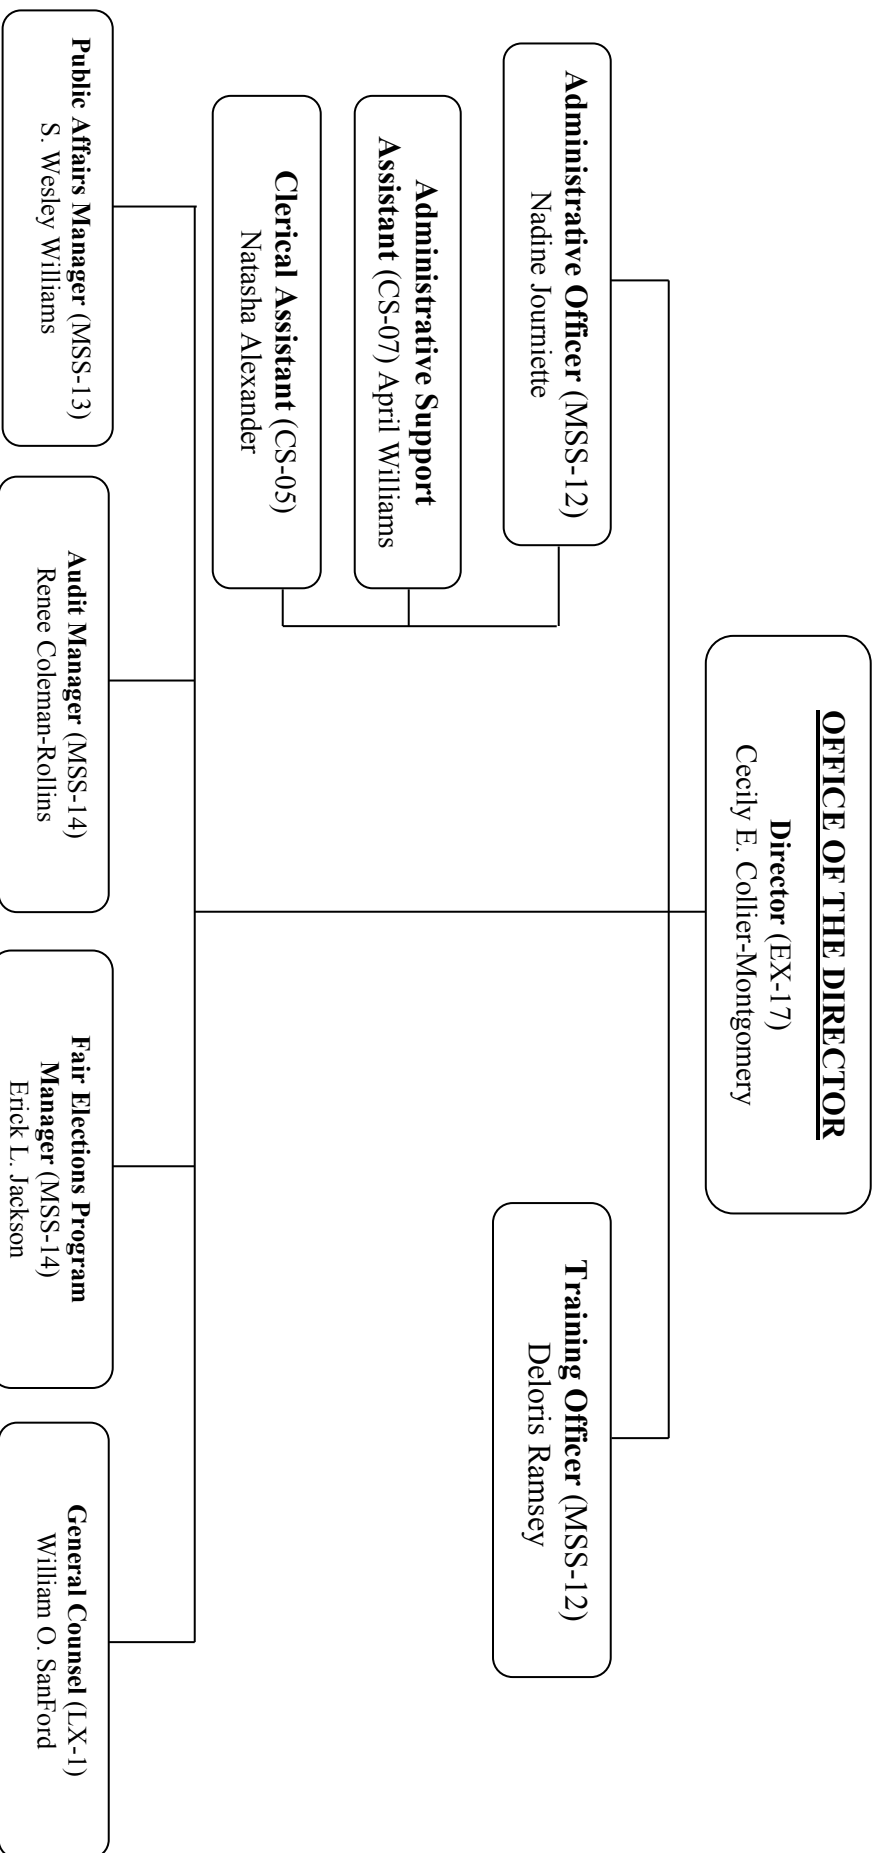 OFFICE OF THE DIRECTOR
Director (EX-17)
Cecily E. Collier-Montgomery
Administrative Officer (MSS-12)
Nadine Journiette
Training Officer (MSS-12)
Deloris Ramsey
Administrative Support
Assistant (CS-07) April Williams
Clerical Assistant (CS-05)
Natasha Alexander
Public Affairs Manager (MSS-13)
S. Wesley Williams
Audit Manager (MSS-14)
Renee Coleman-Rollins
Fair Elections Program
Manager (MSS-14)
Erick L. Jackson
General Counsel (LX-1)
William O. SanFord